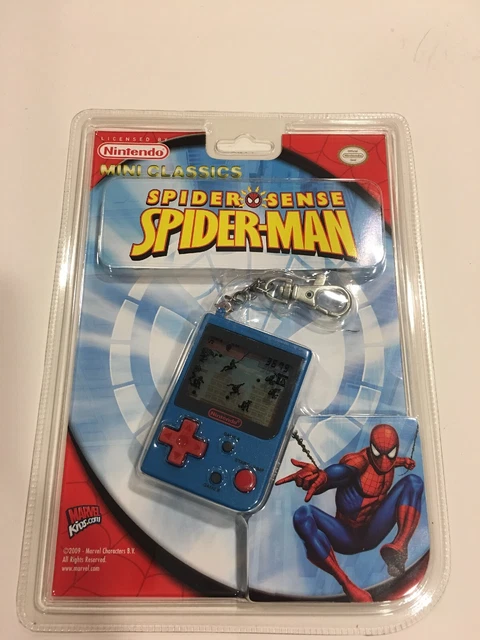 LICENSED BY
Nintendo
MINI CLASSICS
SPIDER SENSE
SPIDER-MAN
Nintendo
MARVEL
Kids.com
©2009 - Marvel Characters B.V.
All Rights Reserved.
www.marvel.com